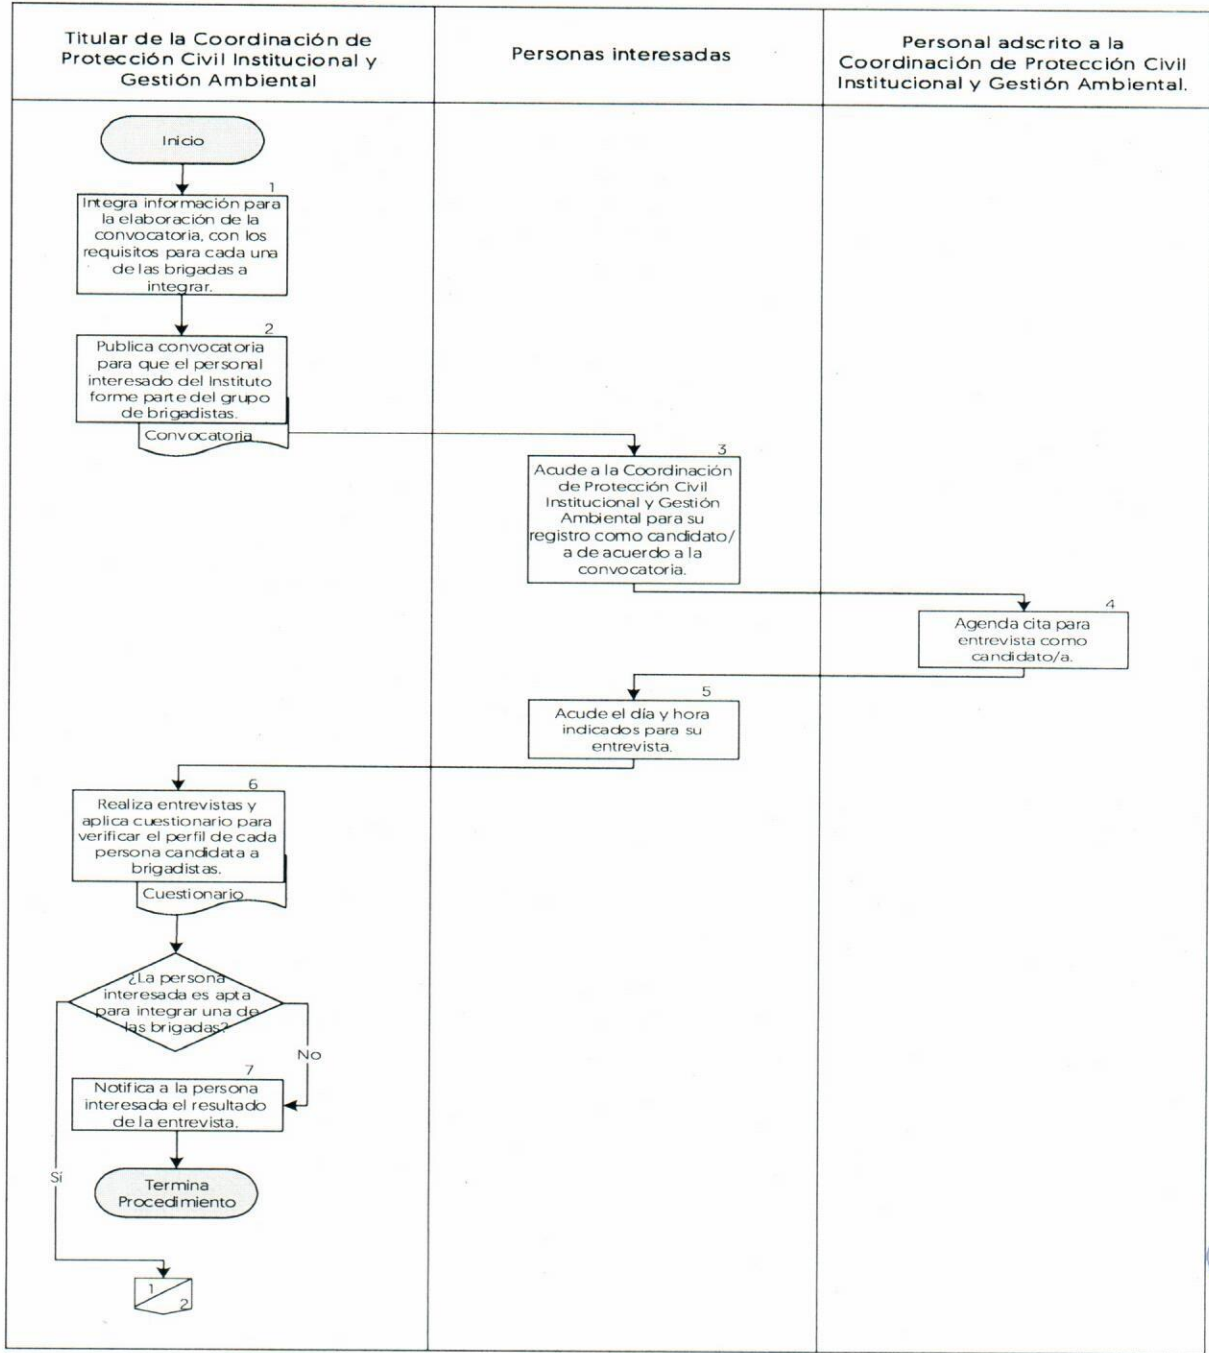 Titular de la Coordinación de
Protección Civil Institucional y
Gestión Ambiental
Personas interesadas
Personal adscrito a la
Coordinación de Protección Civil
Institucional y Gestión Ambiental.
Inicio
1
Integra información para
la elaboración de la
convocatoria, con los
requisitos para cada una
de las brigadas a
integrar.
2
Publica convocatoria
para que el personal
interesado del Instituto
forme parte del grupo
de brigadistas.
Convocatoria
3
Acude a la Coordinación
de Protección Civil
Institucional y Gestión
Ambiental para su
registro como candidato/
a de acuerdo a la
convocatoria.
4
Agenda cita para
entrevista como
candidato/a.
5
Acude el día y hora
indicados para su
entrevista.
6
Realiza entrevistas y
aplica cuestionario para
verificar el perfil de cada
persona candidata a
brigadistas.
Cuestionario
¿La persona
interesada es apta
para integrar una de
las brigadas?
No
7
Notifica a la persona
interesada el resultado
de la entrevista.
Sí
Termina
Procedimiento
1
2